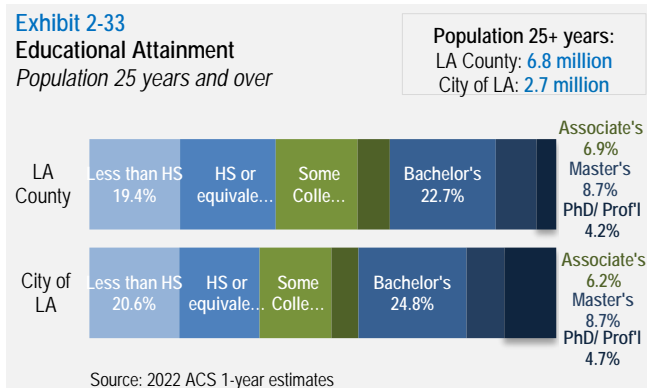 Exhibit 2-33
Educational Attainment
Population 25 years and over
Population 25+ years:
LA County: 6.8 million
City of LA: 2.7 million
LA
County
Less than HS
19.4%
HS or
equivale...
Some
Colle...
Bachelor's
22.7%
Associate's
6.9%
Master's
8.7%
PhD/ Prof'l
4.2%
City of
LA
Less than HS
20.6%
HS or
equivale...
Some
Colle...
Bachelor's
24.8%
Associate's
6.2%
Master's
8.7%
PhD/ Prof'l
4.7%
Source: 2022 ACS 1-year estimates